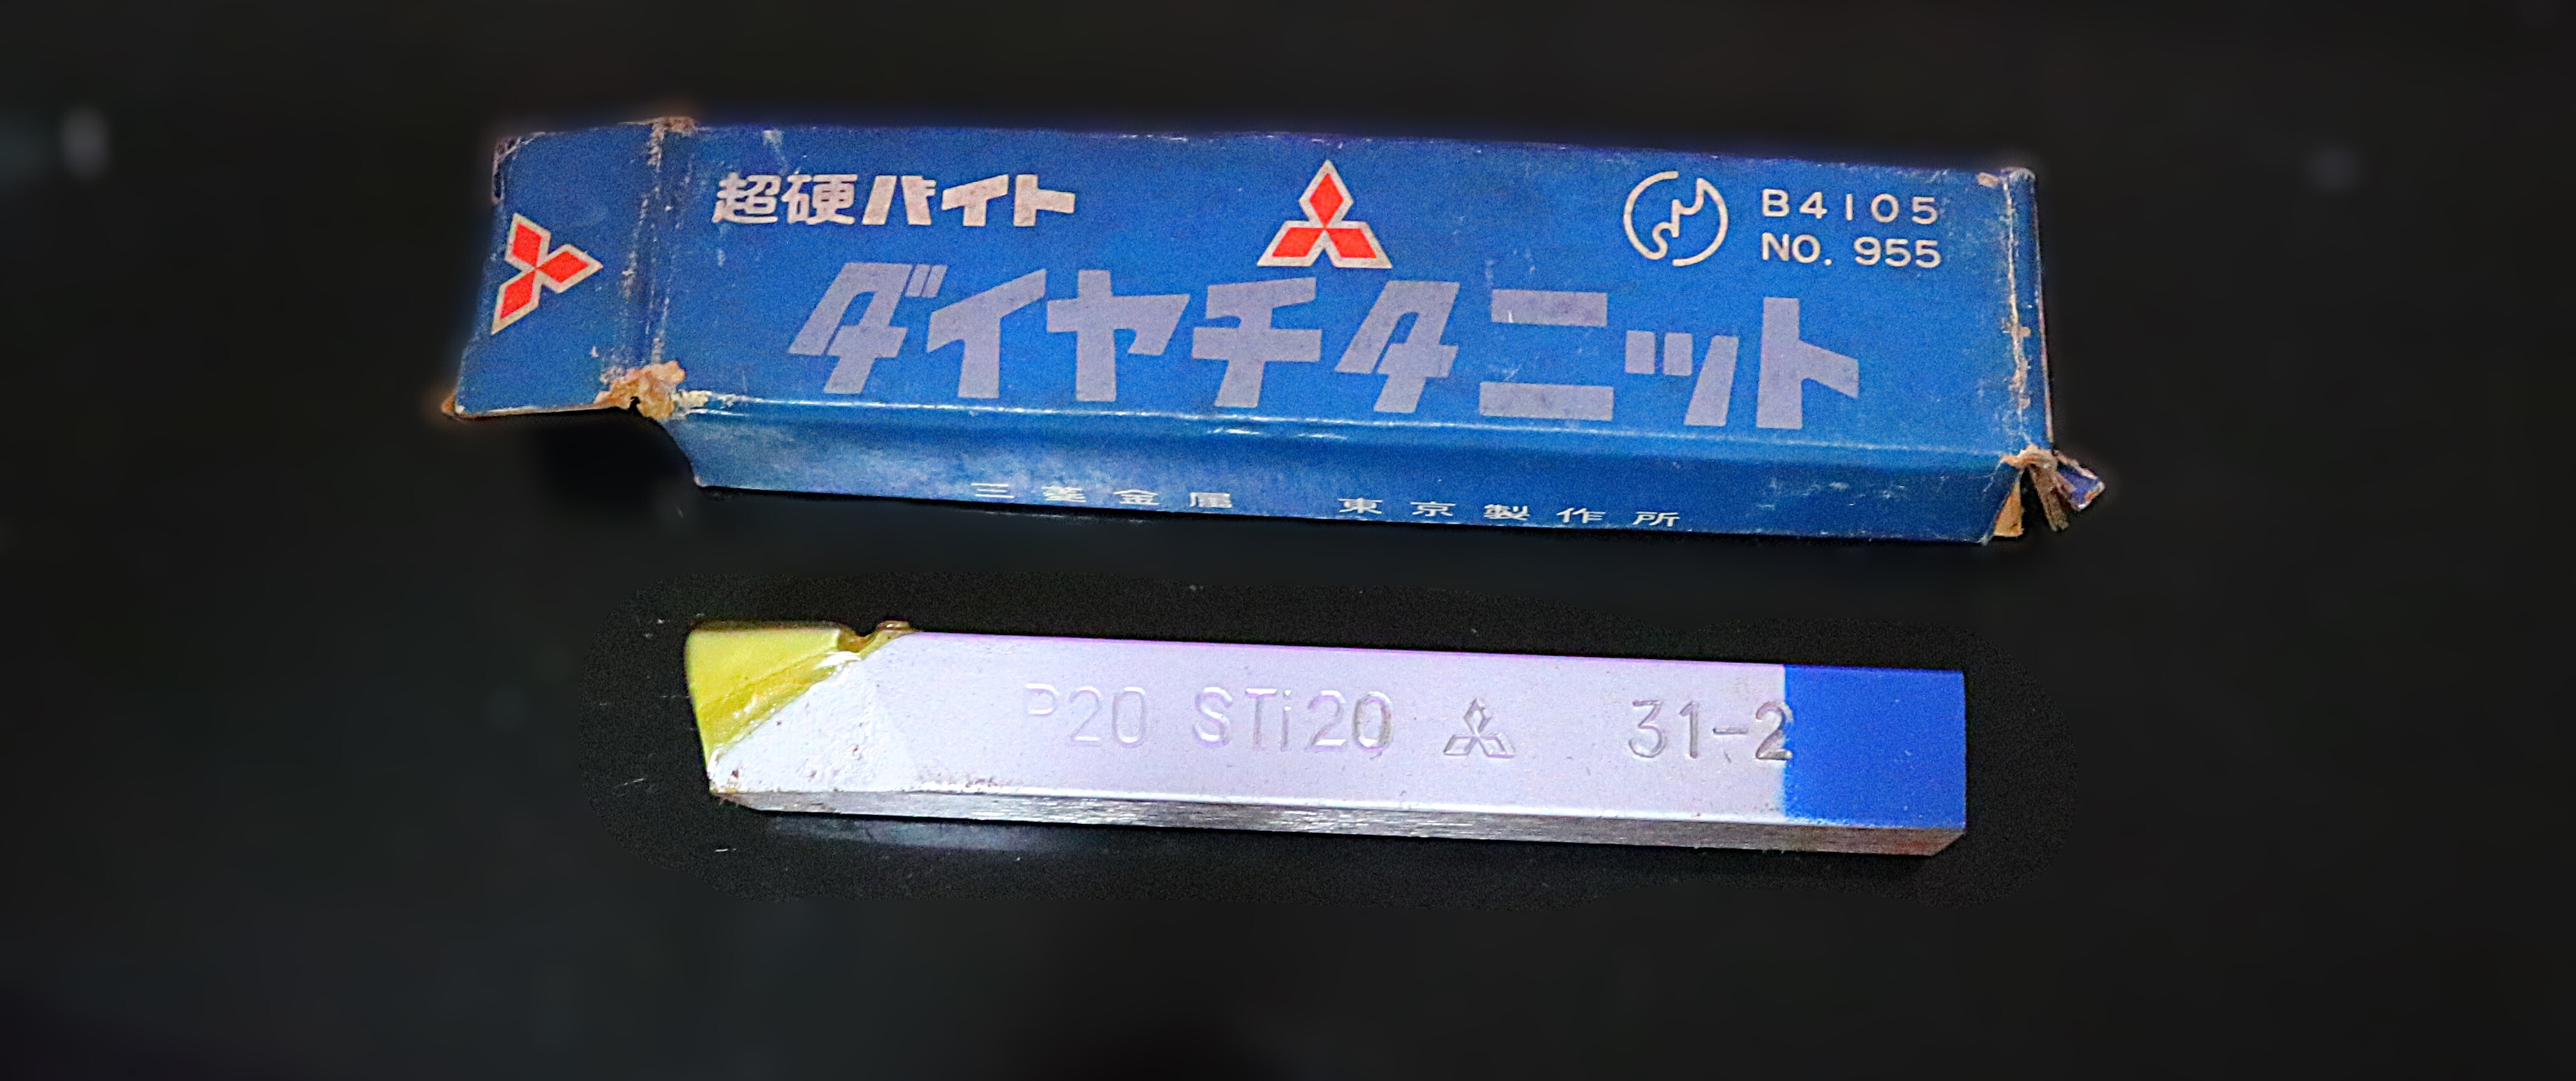 超硬バイト
B4105
NO. 955
ダイヤチタニット
三菱金属 東京製作所
P20 STi20 31-2